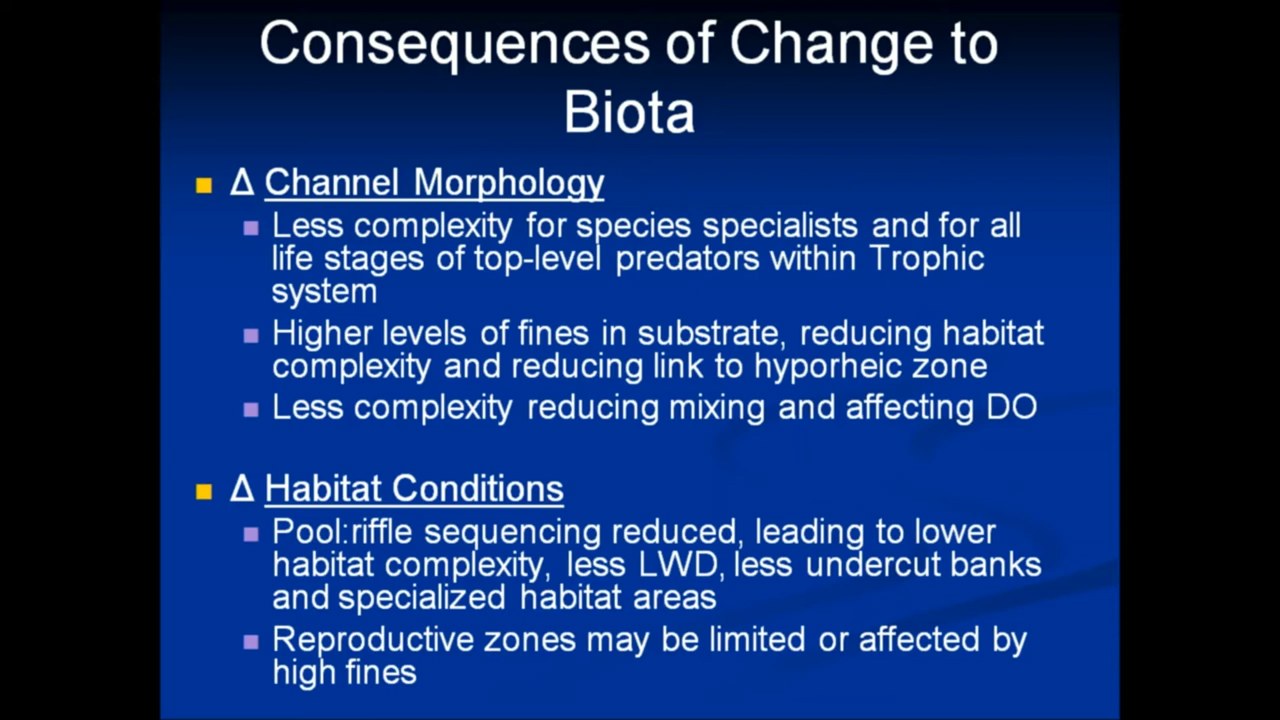 Consequences of Change to
Biota
Δ Channel Morphology
Less complexity for species specialists and for all
life stages of top-level predators within Trophic
system
Higher levels of fines in substrate, reducing habitat
complexity and reducing link to hyporheic zone
Less complexity reducing mixing and affecting DO
Δ Habitat Conditions
Pool:riffle sequencing reduced, leading to lower
habitat complexity, less LWD, less undercut banks
and specialized habitat areas
Reproductive zones may be limited or affected by
high fines